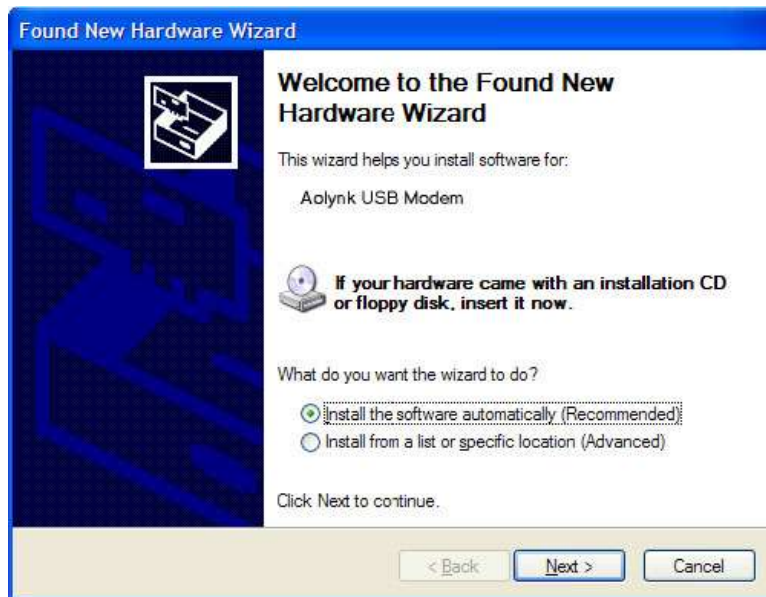 Found New Hardware Wizard
Welcome to the Found New
Hardware Wizard
This wizard helps you install software for:
Aolynk USB Modem
If your hardware came with an installation CD
or floppy disk, insert it now.
What do you want the wizard to do?
Install the software automatically (Recommended)
Install from a list or specific location (Advanced)
Click Next to continue.
< Back
Next >
Cancel